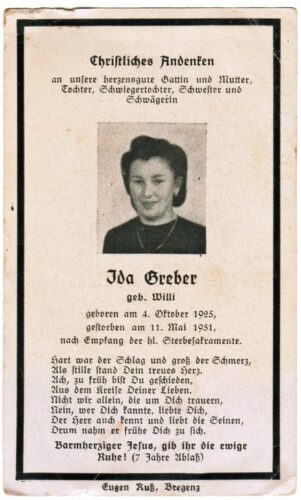 Christliches Andenken
an unsere herzensgute Gattin und Mutter,
Tochter, Schwiegertochter, Schwester und
Schwägerin
Ida Greber
geb. Willi
geboren am 4. Oktober 1925,
gestorben am 11. Mai 1951,
nach Empfang der hl. Sterbesakramente.
Hart war der Schlag und groß der Schmerz,
Als stille stand Dein treues Herz.
Ach, zu früh bist Du geschieden,
Aus dem Kreise Deiner Lieben.
Nicht wir allein, die um Dich trauern,
Nein, wer Dich kannte, liebte Dich,
Der Herr auch kennt und liebt die Seinen,
Drum nahm er frühe Dich zu sich.
Barmherziger Jesus, gib ihr die ewige
Ruhe! (7 Jahre Ablaß)
Eugen Ruß, Bregenz